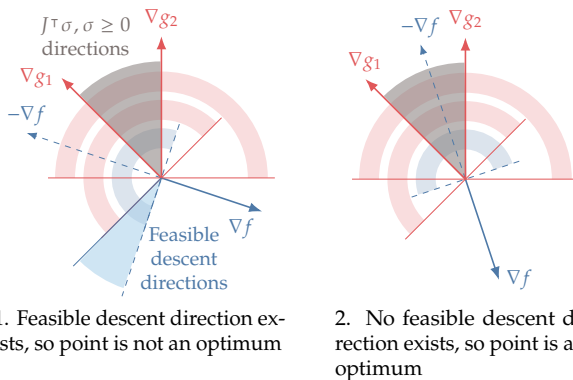 J⊺σ, σ ≥ 0
directions
∇g₂
∇g₁
−∇f
∇f
Feasible
descent
directions
1. Feasible descent direction ex-
ists, so point is not an optimum
−∇f
∇g₂
∇g₁
∇f
2. No feasible descent d
rection exists, so point is a
optimum